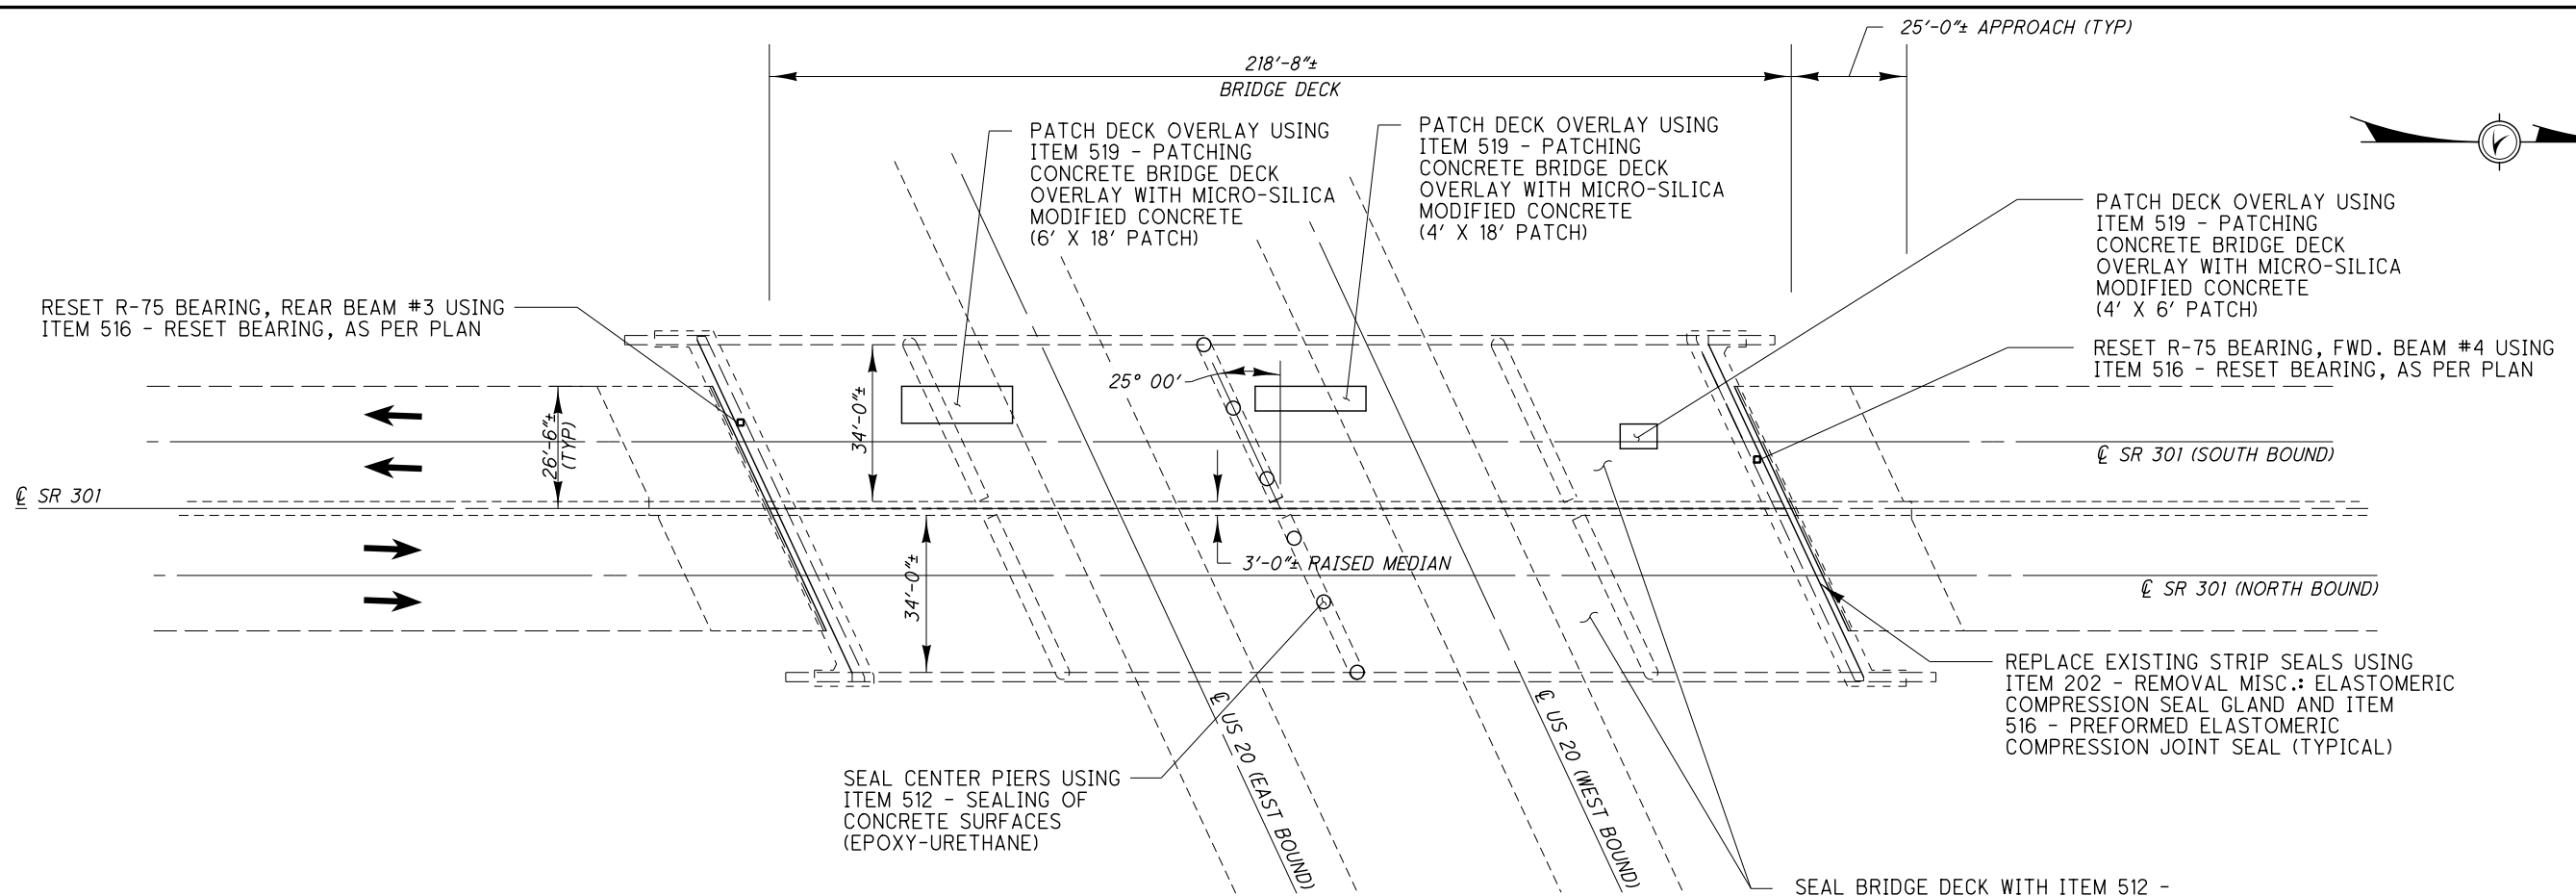 25'-0"± APPROACH (TYP)
218'-8"±
BRIDGE DECK
PATCH DECK OVERLAY USING
ITEM 519 - PATCHING
CONCRETE BRIDGE DECK
OVERLAY WITH MICRO-SILICA
MODIFIED CONCRETE
(6' X 18' PATCH)
PATCH DECK OVERLAY USING
ITEM 519 - PATCHING
CONCRETE BRIDGE DECK
OVERLAY WITH MICRO-SILICA
MODIFIED CONCRETE
(4' X 18' PATCH)
PATCH DECK OVERLAY USING
ITEM 519 - PATCHING
CONCRETE BRIDGE DECK
OVERLAY WITH MICRO-SILICA
MODIFIED CONCRETE
(4' X 6' PATCH)
RESET R-75 BEARING, REAR BEAM #3 USING
ITEM 516 - RESET BEARING, AS PER PLAN
RESET R-75 BEARING, FWD. BEAM #4 USING
ITEM 516 - RESET BEARING, AS PER PLAN
25° 00'
26'-6"±
(TYP)
34'-0"±
℄ SR 301 (SOUTH BOUND)
℄ SR 301
3'-0"± RAISED MEDIAN
34'-0"±
℄ SR 301 (NORTH BOUND)
REPLACE EXISTING STRIP SEALS USING
ITEM 202 - REMOVAL MISC.: ELASTOMERIC
COMPRESSION SEAL GLAND AND ITEM
516 - PREFORMED ELASTOMERIC
COMPRESSION JOINT SEAL (TYPICAL)
℄ US 20 (EAST BOUND)
℄ US 20 (WEST BOUND)
SEAL CENTER PIERS USING
ITEM 512 - SEALING OF
CONCRETE SURFACES
(EPOXY-URETHANE)
SEAL BRIDGE DECK WITH ITEM 512 -